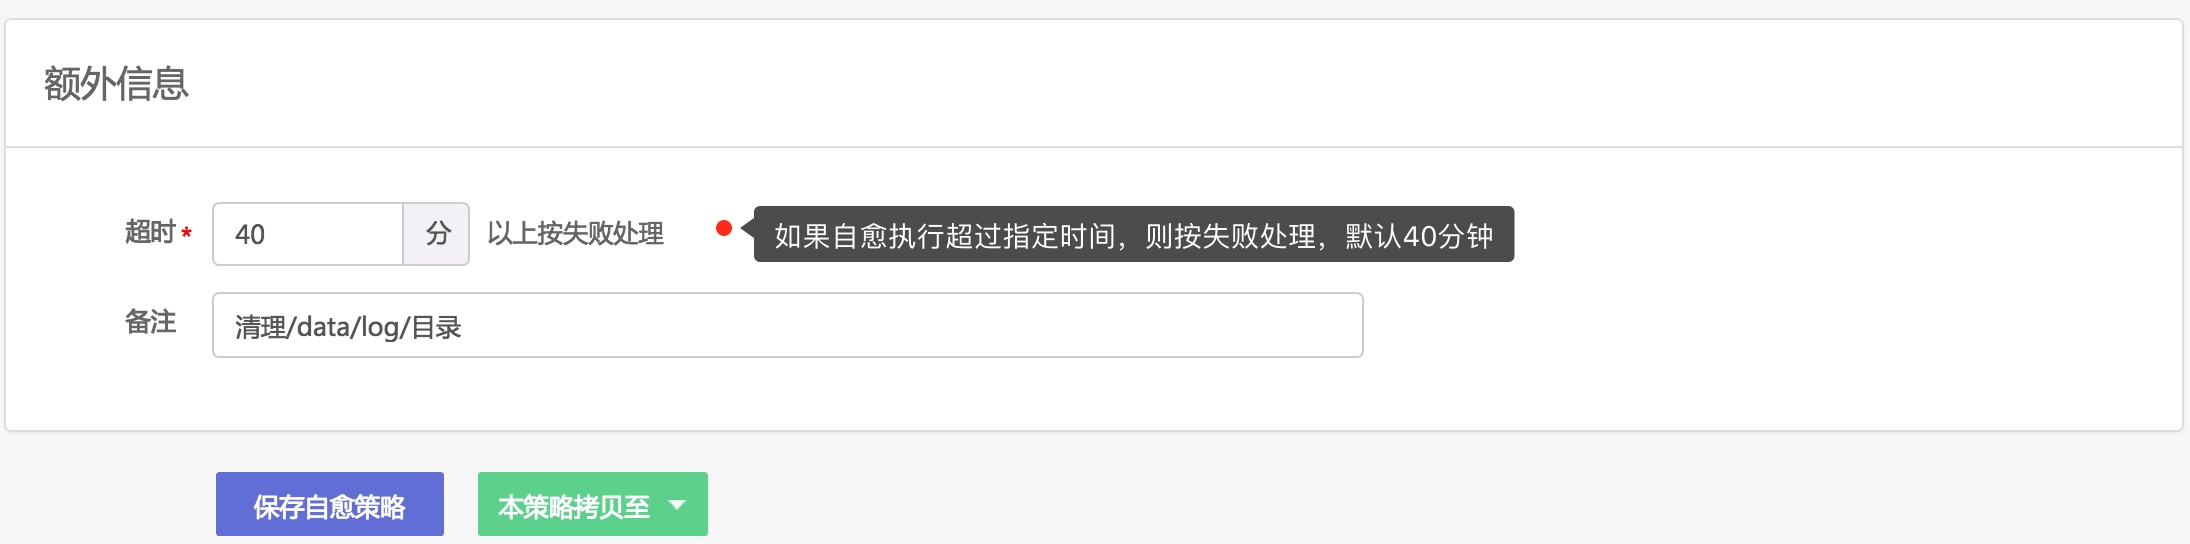 额外信息
超时* 40 分 以上按失败处理 如果自愈执行超过指定时间，则按失败处理，默认40分钟
备注 清理/data/log/目录
保存自愈策略 本策略拷贝至